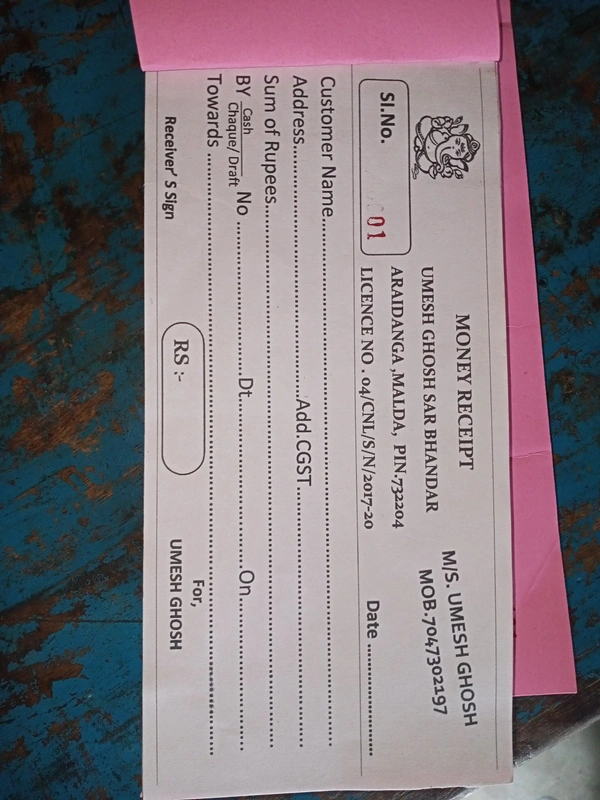 MONEY RECEIPT
M/S. UMESH GHOSH
MOB.7047302197
UMESH GHOSH SAR BHANDAR
ARAIDANGA ,MALDA, PIN.732204
LICENCE NO . 04/CNL/S/N/2017-20
Sl.No. 01
Date ........................
Customer Name.......................................................................................
Address.................................................Add.CGST..................................................
Sum of Rupees.......................................................................................................
BY Cash
Chaque/ Draft No ..............................Dt..............................On..............................
Towards ...............................................................................................................
Receiver' S Sign
RS :-
For,
UMESH GHOSH